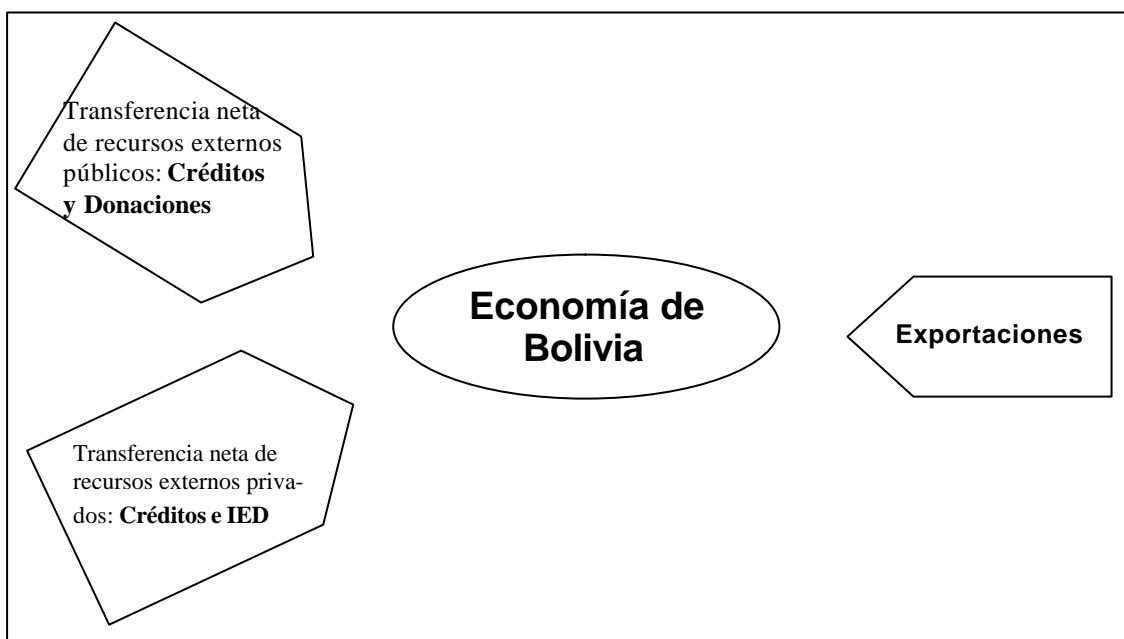 Transferencia neta
de recursos externos
públicos: Créditos
y Donaciones
Economía de
Bolivia
Exportaciones
Transferencia neta de
recursos externos priva-
dos: Créditos e IED